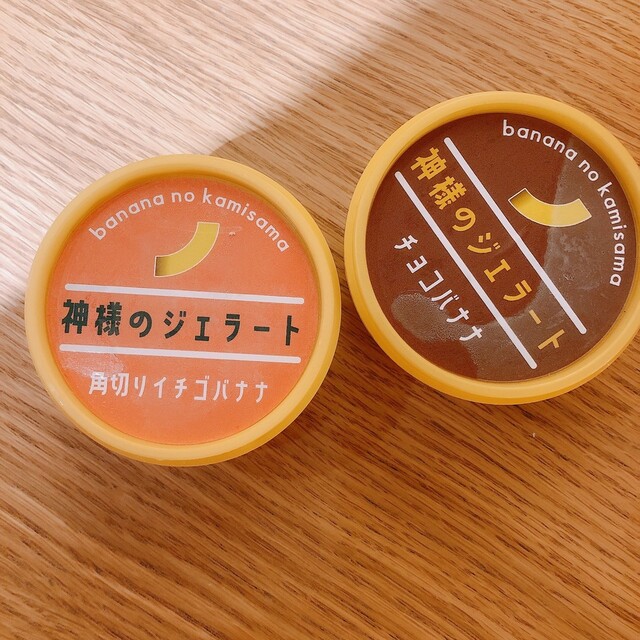 banana no kamisama
神様のジェラート
角切りイチゴバナナ
banana no kamisama
神様のジェラート
チョコバナナ